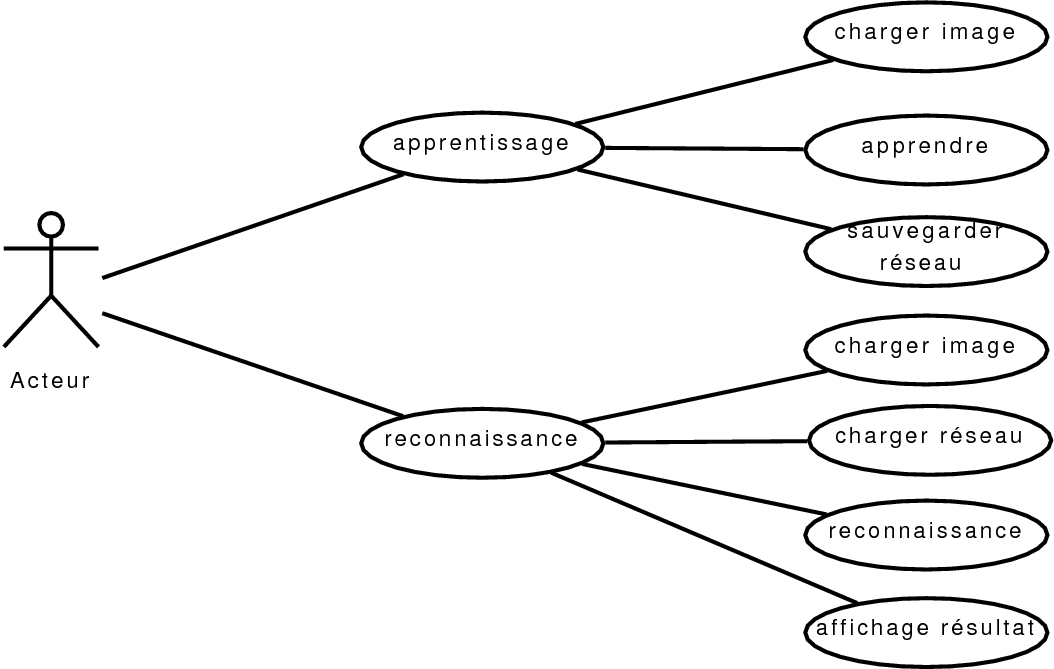 charger image
apprentissage
apprendre
sauvegarder
réseau
charger image
Acteur
reconnaissance
charger réseau
reconnaissance
affichage résultat